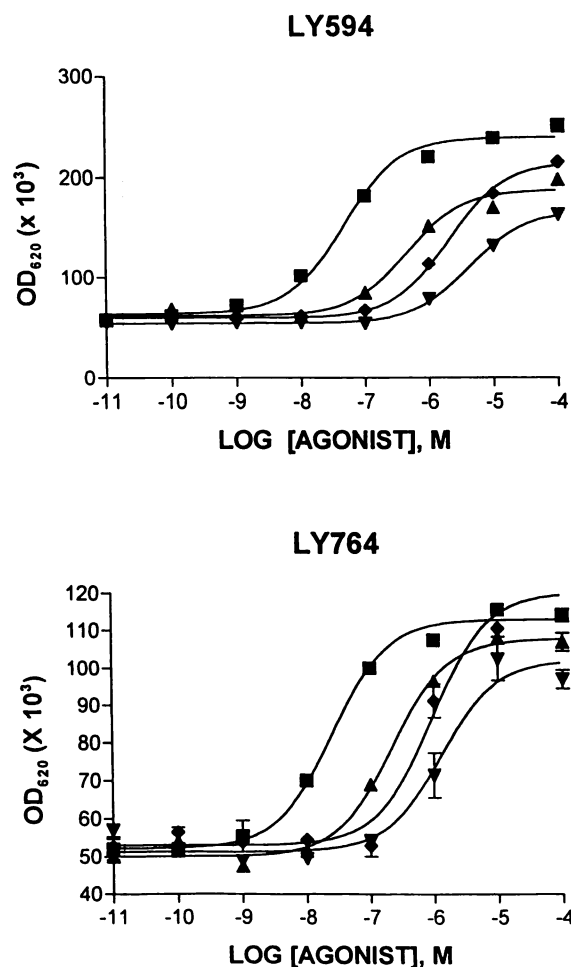 LY594
300
200
100
0
OD₆₂₀ (x 10³)
-11 -10 -9 -8 -7 -6 -5 -4
LOG [AGONIST], M
LY764
120
110
100
90
80
70
60
50
40
OD₆₂₀ (X 10³)
-11 -10 -9 -8 -7 -6 -5 -4
LOG [AGONIST], M